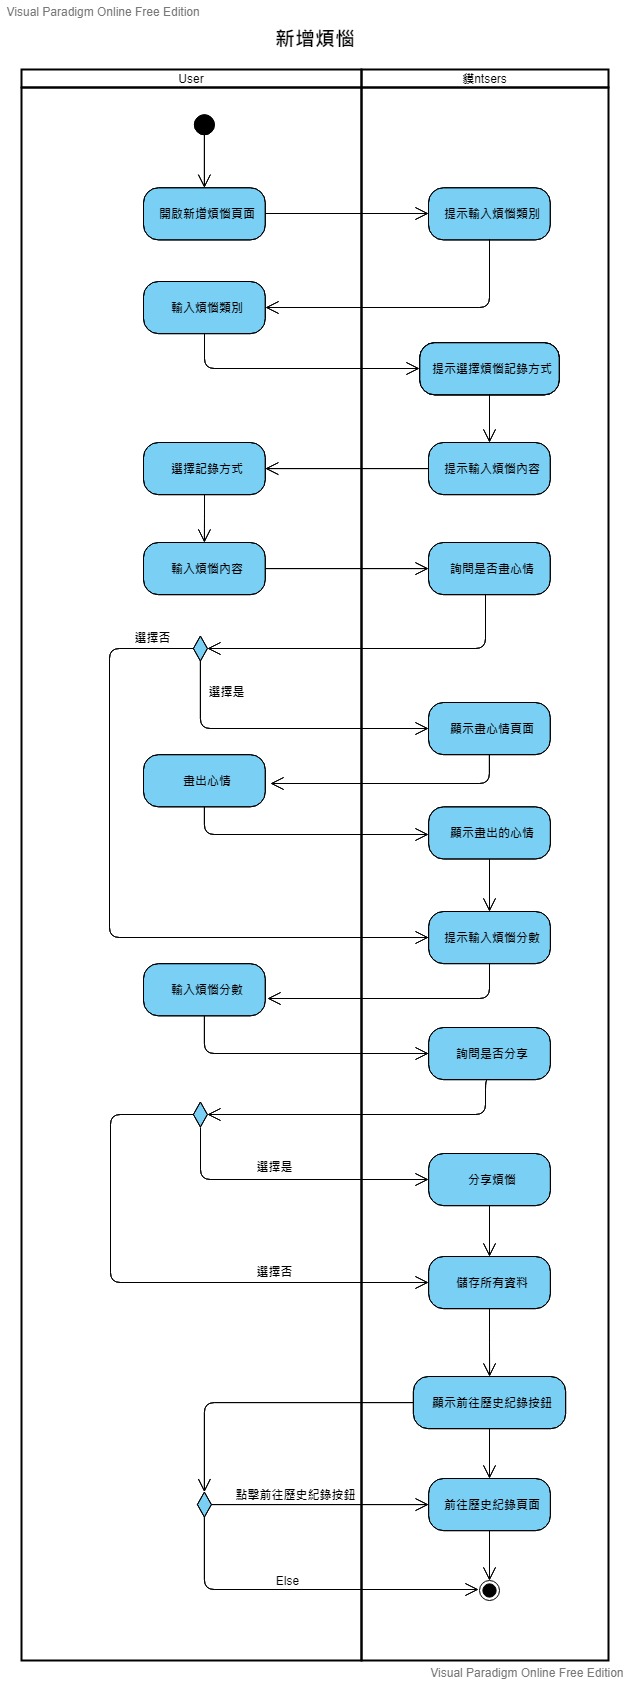 Visual Paradigm Online Free Edition
新增煩惱
User
貘ntsers
開啟新增煩惱頁面
提示輸入煩惱類別
輸入煩惱類別
提示選擇煩惱記錄方式
選擇記錄方式
提示輸入煩惱內容
輸入煩惱內容
詢問是否畫心情
選擇否
選擇是
顯示畫心情頁面
畫出心情
顯示畫出的心情
提示輸入煩惱分數
輸入煩惱分數
詢問是否分享
選擇是
分享煩惱
選擇否
儲存所有資料
顯示前往歷史紀錄按鈕
點擊前往歷史紀錄按鈕
前往歷史紀錄頁面
Else
Visual Paradigm Online Free Edition